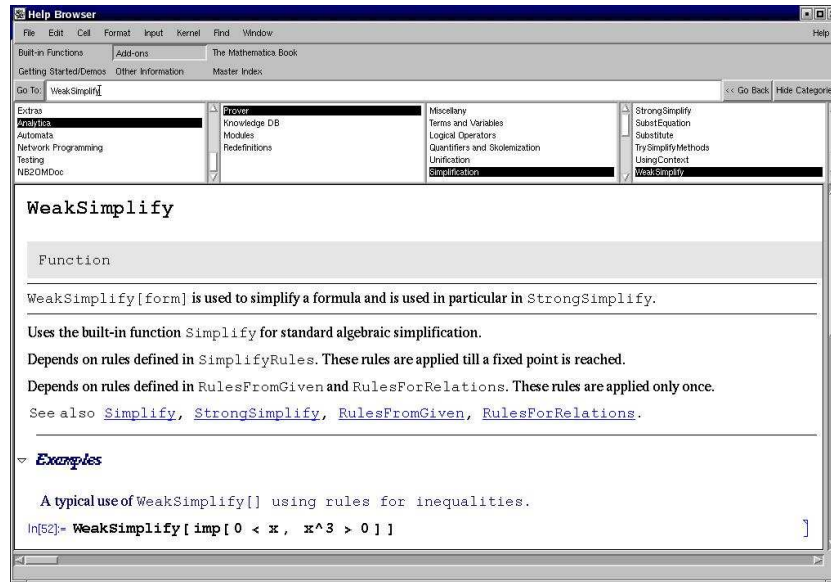 Help Browser
File Edit Cell Format Input Kernel Find Window Help
Built-in Functions Add-ons The Mathematica Book
Getting Started/Demos Other Information Master Index
Go To: WeakSimplify << Go Back Hide Categorie
Extras Prover Miscellany StrongSimplify
Analytica Knowledge DB Terms and Variables SubstEquation
Automata Modules Logical Operators Substitute
Network Programming Redefinitions Quantifiers and Skolemization TrySimplifyMethods
Testing Unification UsingContext
NB2OMDoc Simplification WeakSimplify
WeakSimplify
Function
WeakSimplify[form] is used to simplify a formula and is used in particular in StrongSimplify.
Uses the built-in function Simplify for standard algebraic simplification.
Depends on rules defined in SimplifyRules. These rules are applied till a fixed point is reached.
Depends on rules defined in RulesFromGiven and RulesForRelations. These rules are applied only once.
See also Simplify, StrongSimplify, RulesFromGiven, RulesForRelations.
Examples
A typical use of WeakSimplify[] using rules for inequalities.
In[52]:= WeakSimplify[imp[0 < x, x^3 > 0]]